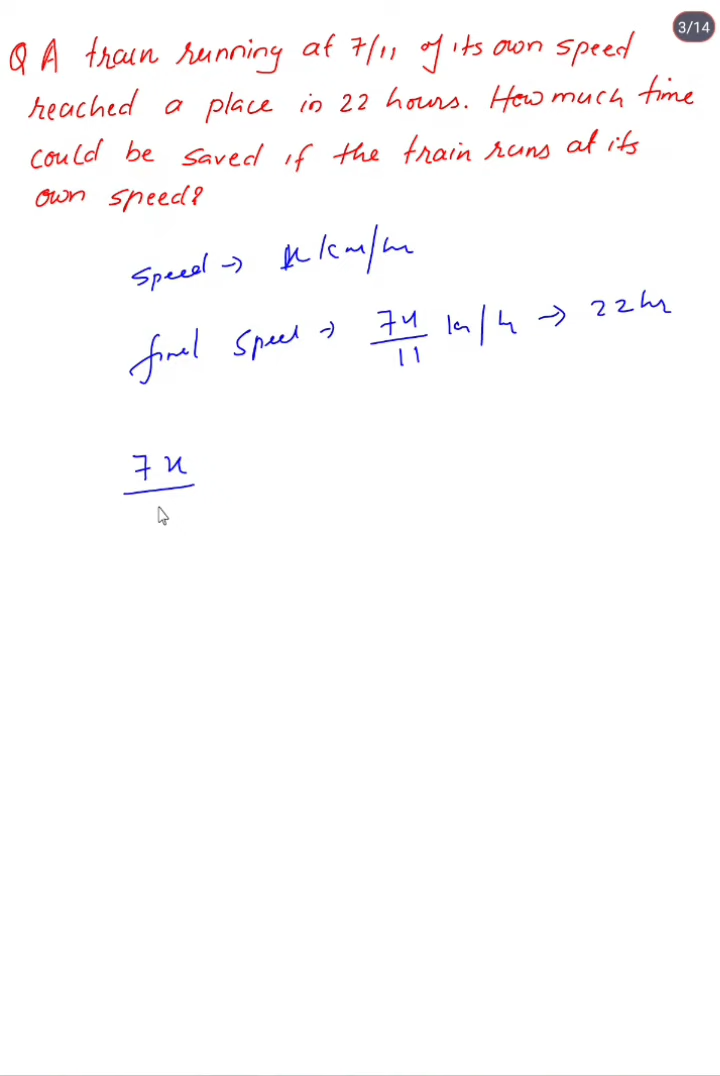 3/14
Q A train running at 7/11 of its own speed
reached a place in 22 hours. How much time
could be saved if the train runs at its
own speed?
speed → x km/hr
final speed → 7x/11 km/h → 22 hr
7x